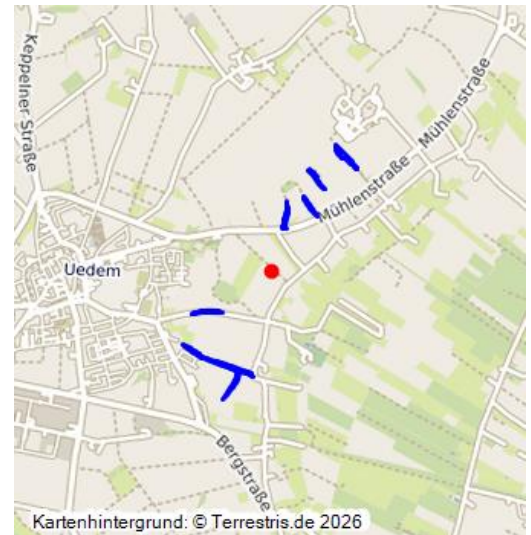 Keppelner Straße
Mühlenstraße
Mühlenstraße
Uedem
Bergstraße
Kartenhintergrund: © Terrestris.de 2026